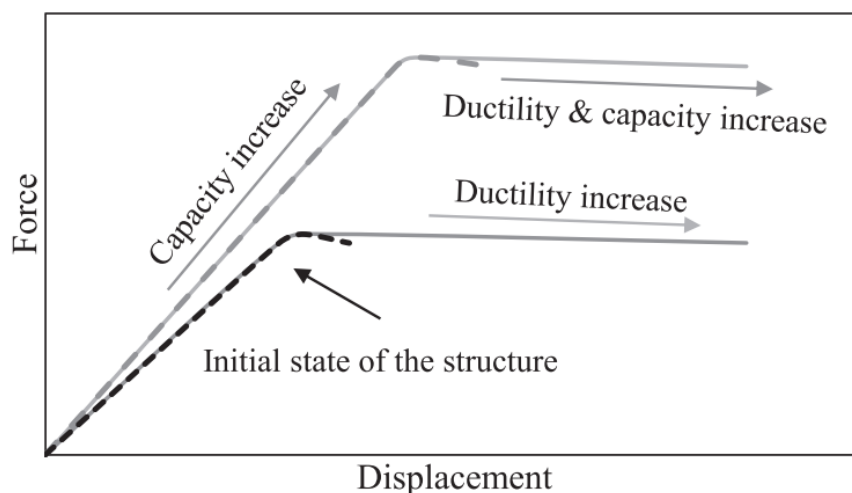 Capacity increase
Ductility & capacity increase
Ductility increase
Force
Initial state of the structure
Displacement